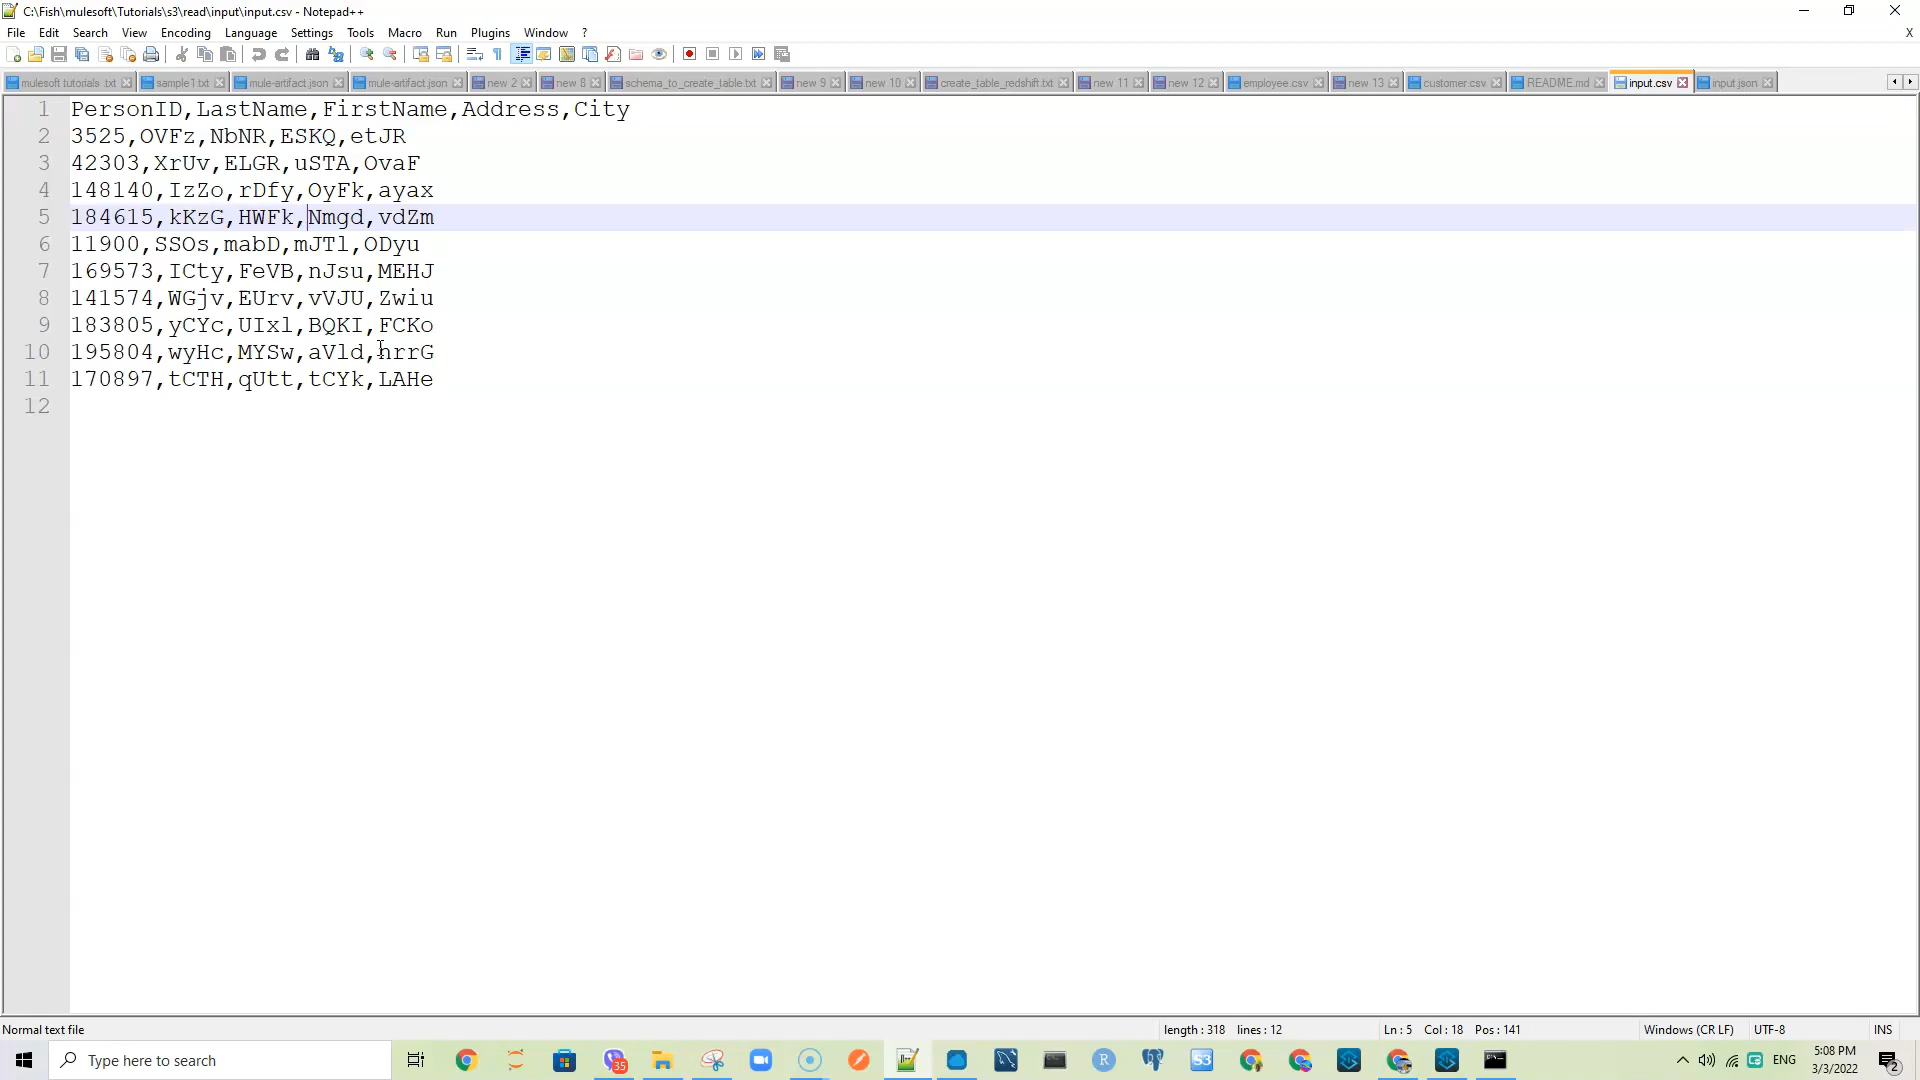 C:\Fish\mulesoft\Tutorials\s3\read\input\input.csv - Notepad++
File Edit Search View Encoding Language Settings Tools Macro Run Plugins Window ? X
mulesoft tutorials .txt sample1.txt mule-artifact.json mule-artifact.json new 2 new 8 schema_to_create_table.txt new 9 new 10 create_table_redshift.txt new 11 new 12 employee.csv new 13 customer.csv README.md input.csv input.json
1 PersonID,LastName,FirstName,Address,City
2 3525,OVFz,NbNR,ESKQ,etJR
3 42303,XrUv,ELGR,uSTA,OvaF
4 148140,IzZo,rDfy,OyFk,ayax
5 184615,kKzG,HWFk,Nmgd,vdZm
6 11900,SSOs,mabD,mJTl,ODyu
7 169573,ICty,FeVB,nJsu,MEHJ
8 141574,WGjv,EUrv,vVJU,Zwiu
9 183805,yCYc,UIxl,BQKI,FCKo
10 195804,wyHc,MYSw,aVld,hrrG
11 170897,tCTH,qUtt,tCYk,LAHe
12
Normal text file length : 318 lines : 12 Ln : 5 Col : 18 Pos : 141 Windows (CR LF) UTF-8 INS
Type here to search 35 R S3 ENG 5:08 PM 2
3/3/2022